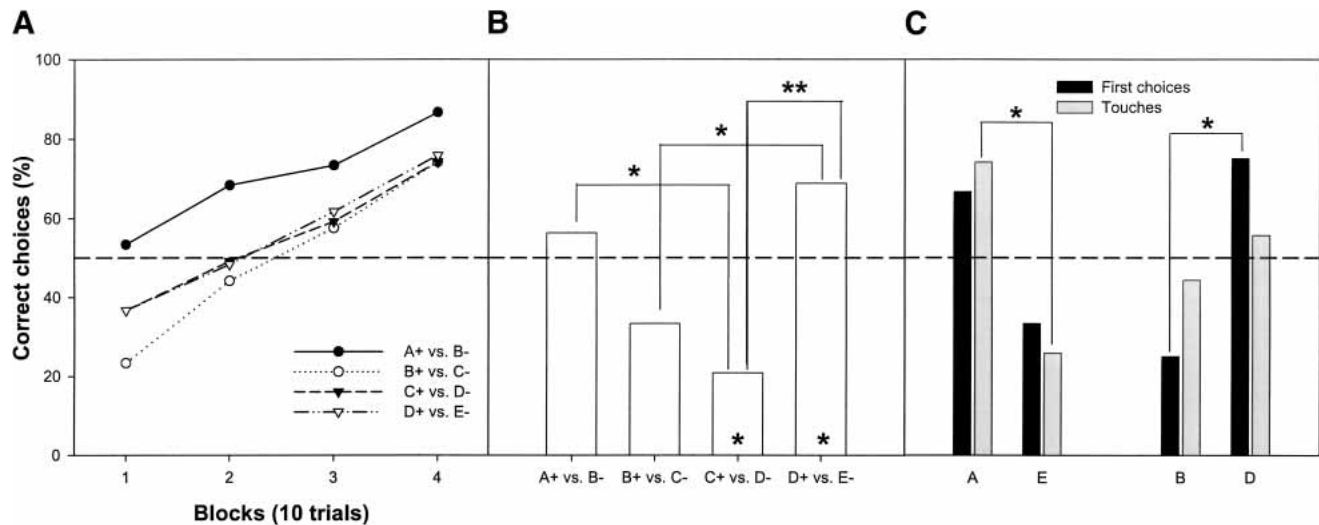 A
B
C
Correct choices (%)
100
80
60
40
20
0
A+ vs. B-
B+ vs. C-
C+ vs. D-
D+ vs. E-
1 2 3 4
Blocks (10 trials)
**
*
*
* *
A+ vs. B- B+ vs. C- C+ vs. D- D+ vs. E-
First choices
Touches
* *
A E B D